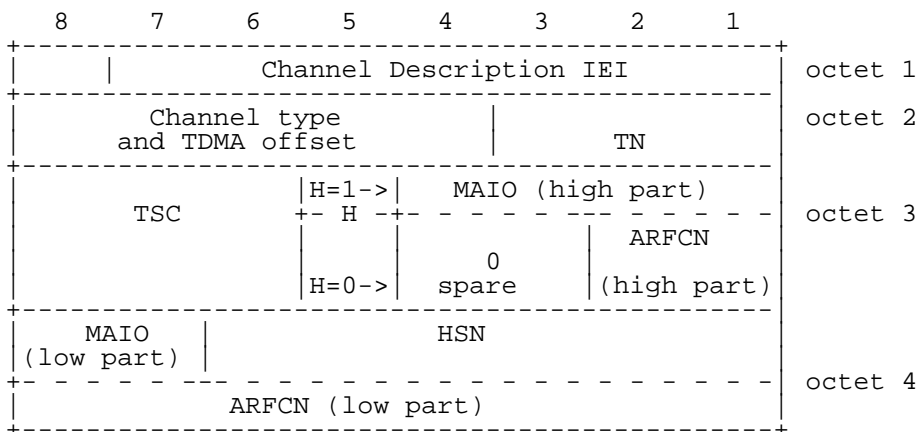 8 7 6 5 4 3 2 1
Channel Description IEI octet 1
Channel type octet 2
and TDMA offset TN
H=1-> MAIO (high part)
TSC H octet 3
ARFCN
0
H=0-> spare (high part)
MAIO HSN
(low part)
octet 4
ARFCN (low part)